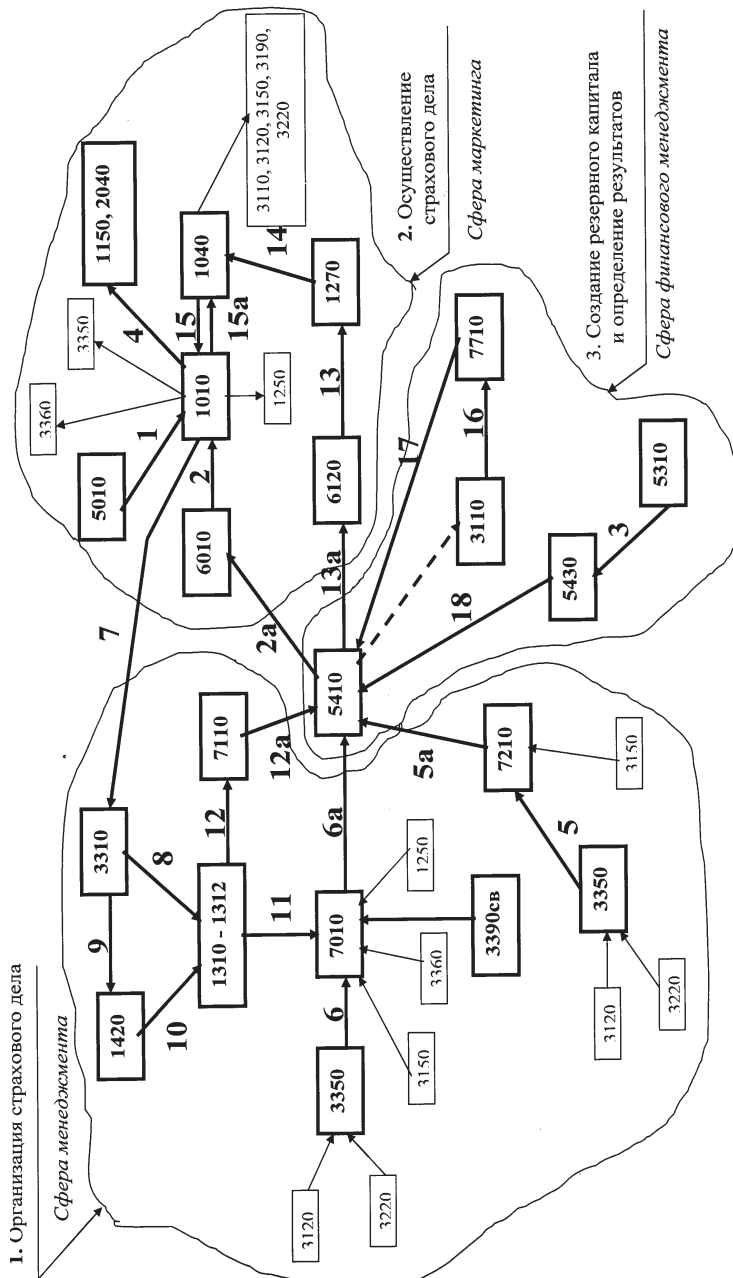 1. Организация страхового дела
Сфера менеджмента
1420
9
3310
7
10
8
1310 - 1312
12
7110
11
12а
3120
3220
3350
6
7010
6а
5410
3150
3360
1250
3390св
3120
3220
3350
5
7210
3150
5а
2а
5010
1
3360
3350
4
1150, 2040
6010
2
1010
15
15а
1040
1250
3110, 3120, 3150, 3190,
3220
14
13а
6120
13
1270
2. Осуществление
страхового дела
Сфера маркетинга
17
3110
16
7710
18
5430
3
5310
3. Создание резервного капитала
и определение результатов
Сфера финансового менеджмента